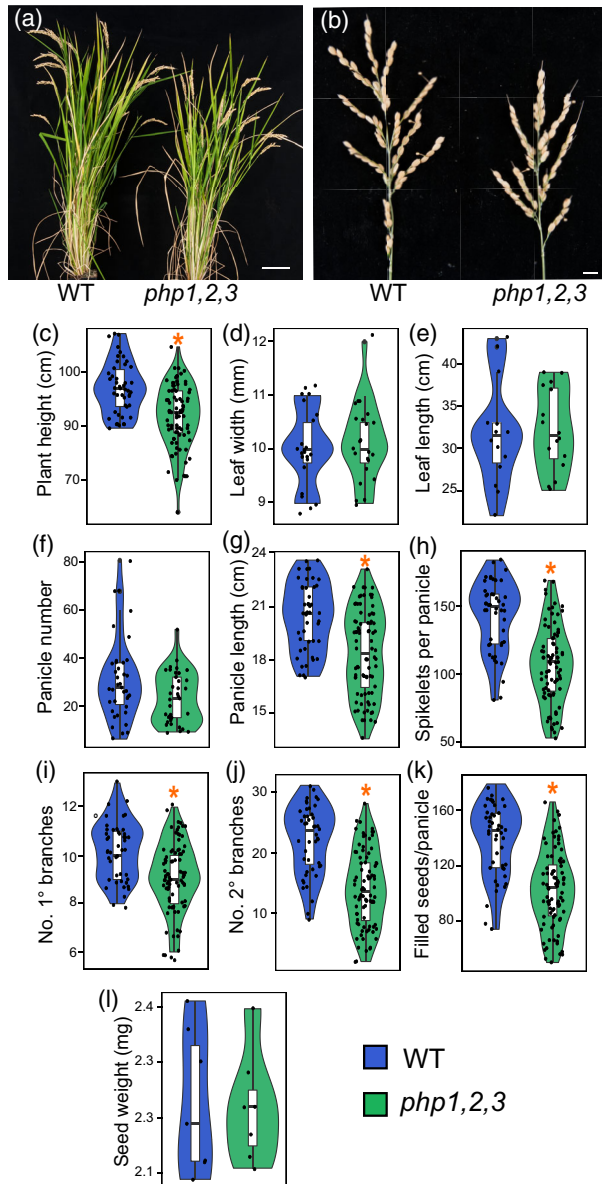 (a)
(b)
WT
php1,2,3
WT
php1,2,3
(c)
Plant height (cm)
100
90
70
*
(d)
Leaf width (mm)
12
11
10
9
(e)
Leaf length (cm)
40
35
30
25
(f)
Panicle number
80
60
40
20
(g)
Panicle length (cm)
24
21
18
15
*
(h)
Spikelets per panicle
150
100
50
*
(i)
No. 1° branches
12
10
8
6
*
(j)
No. 2° branches
30
20
10
*
(k)
Filled seeds/panicle
160
120
80
*
(l)
Seed weight (mg)
2.4
2.3
2.3
2.1
WT
php1,2,3